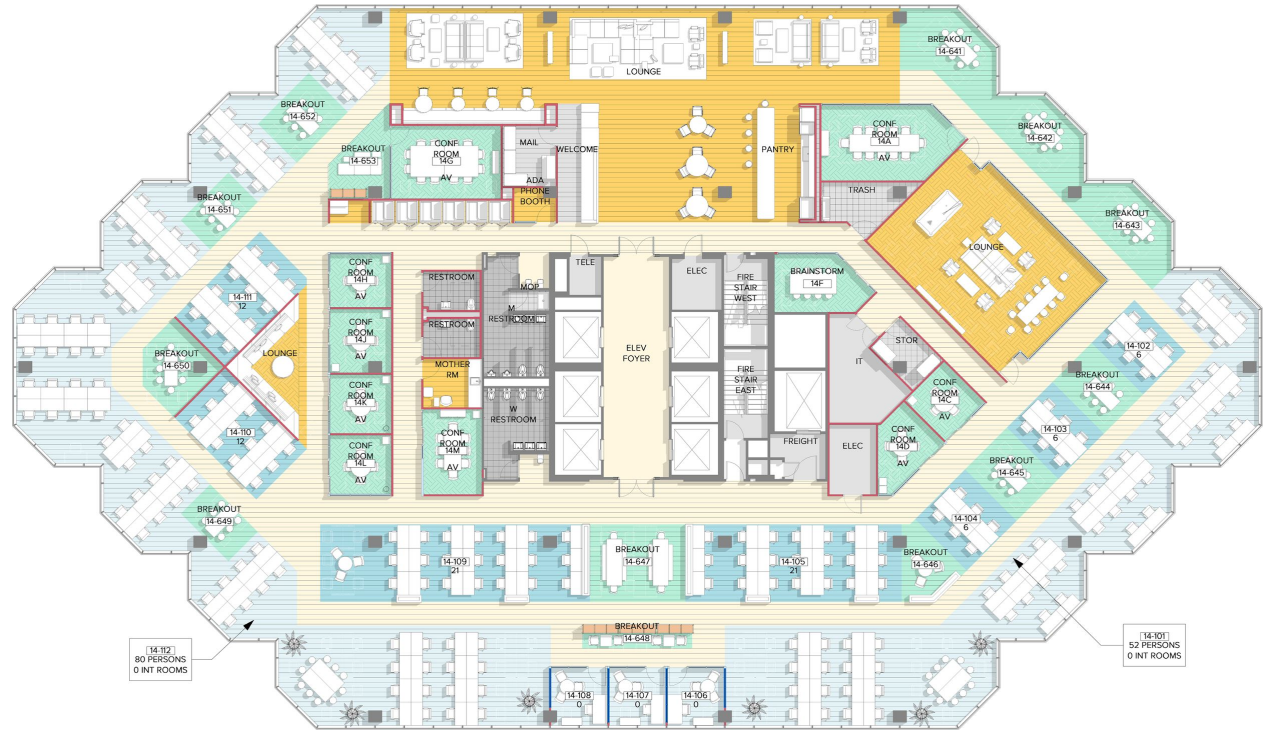 LOUNGE
BREAKOUT
14-641
BREAKOUT
14-642
BREAKOUT
14-643
BREAKOUT
14-652
BREAKOUT
14-653
CONF
ROOM
14G
AV
MAIL
WELCOME
ADA
PHONE
BOOTH
PANTRY
CONF
ROOM
14A
AV
TRASH
BREAKOUT
14-651
LOUNGE
CONF
ROOM
14H
AV
RESTROOM
RESTROOM
MOP
M
RESTROOM
TELE
ELEV
FOYER
ELEC
FIRE
STAIR
WEST
BRAINSTORM
14F
14-111
12
BREAKOUT
14-650
LOUNGE
14-110
12
CONF
ROOM
14J
AV
CONF
ROOM
14K
AV
CONF
ROOM
14L
AV
MOTHER
RM
CONF
ROOM
14M
AV
W
RESTROOM
FIRE
STAIR
EAST
FREIGHT
IT
STOR
ELEC
CONF
ROOM
14C
AV
CONF
ROOM
14D
AV
14-102
6
BREAKOUT
14-644
14-103
6
BREAKOUT
14-645
14-104
6
BREAKOUT
14-646
BREAKOUT
14-649
14-109
21
BREAKOUT
14-647
14-105
21
BREAKOUT
14-648
14-108
0
14-107
0
14-106
0
14-112
80 PERSONS
0 INT ROOMS
14-101
52 PERSONS
0 INT ROOMS